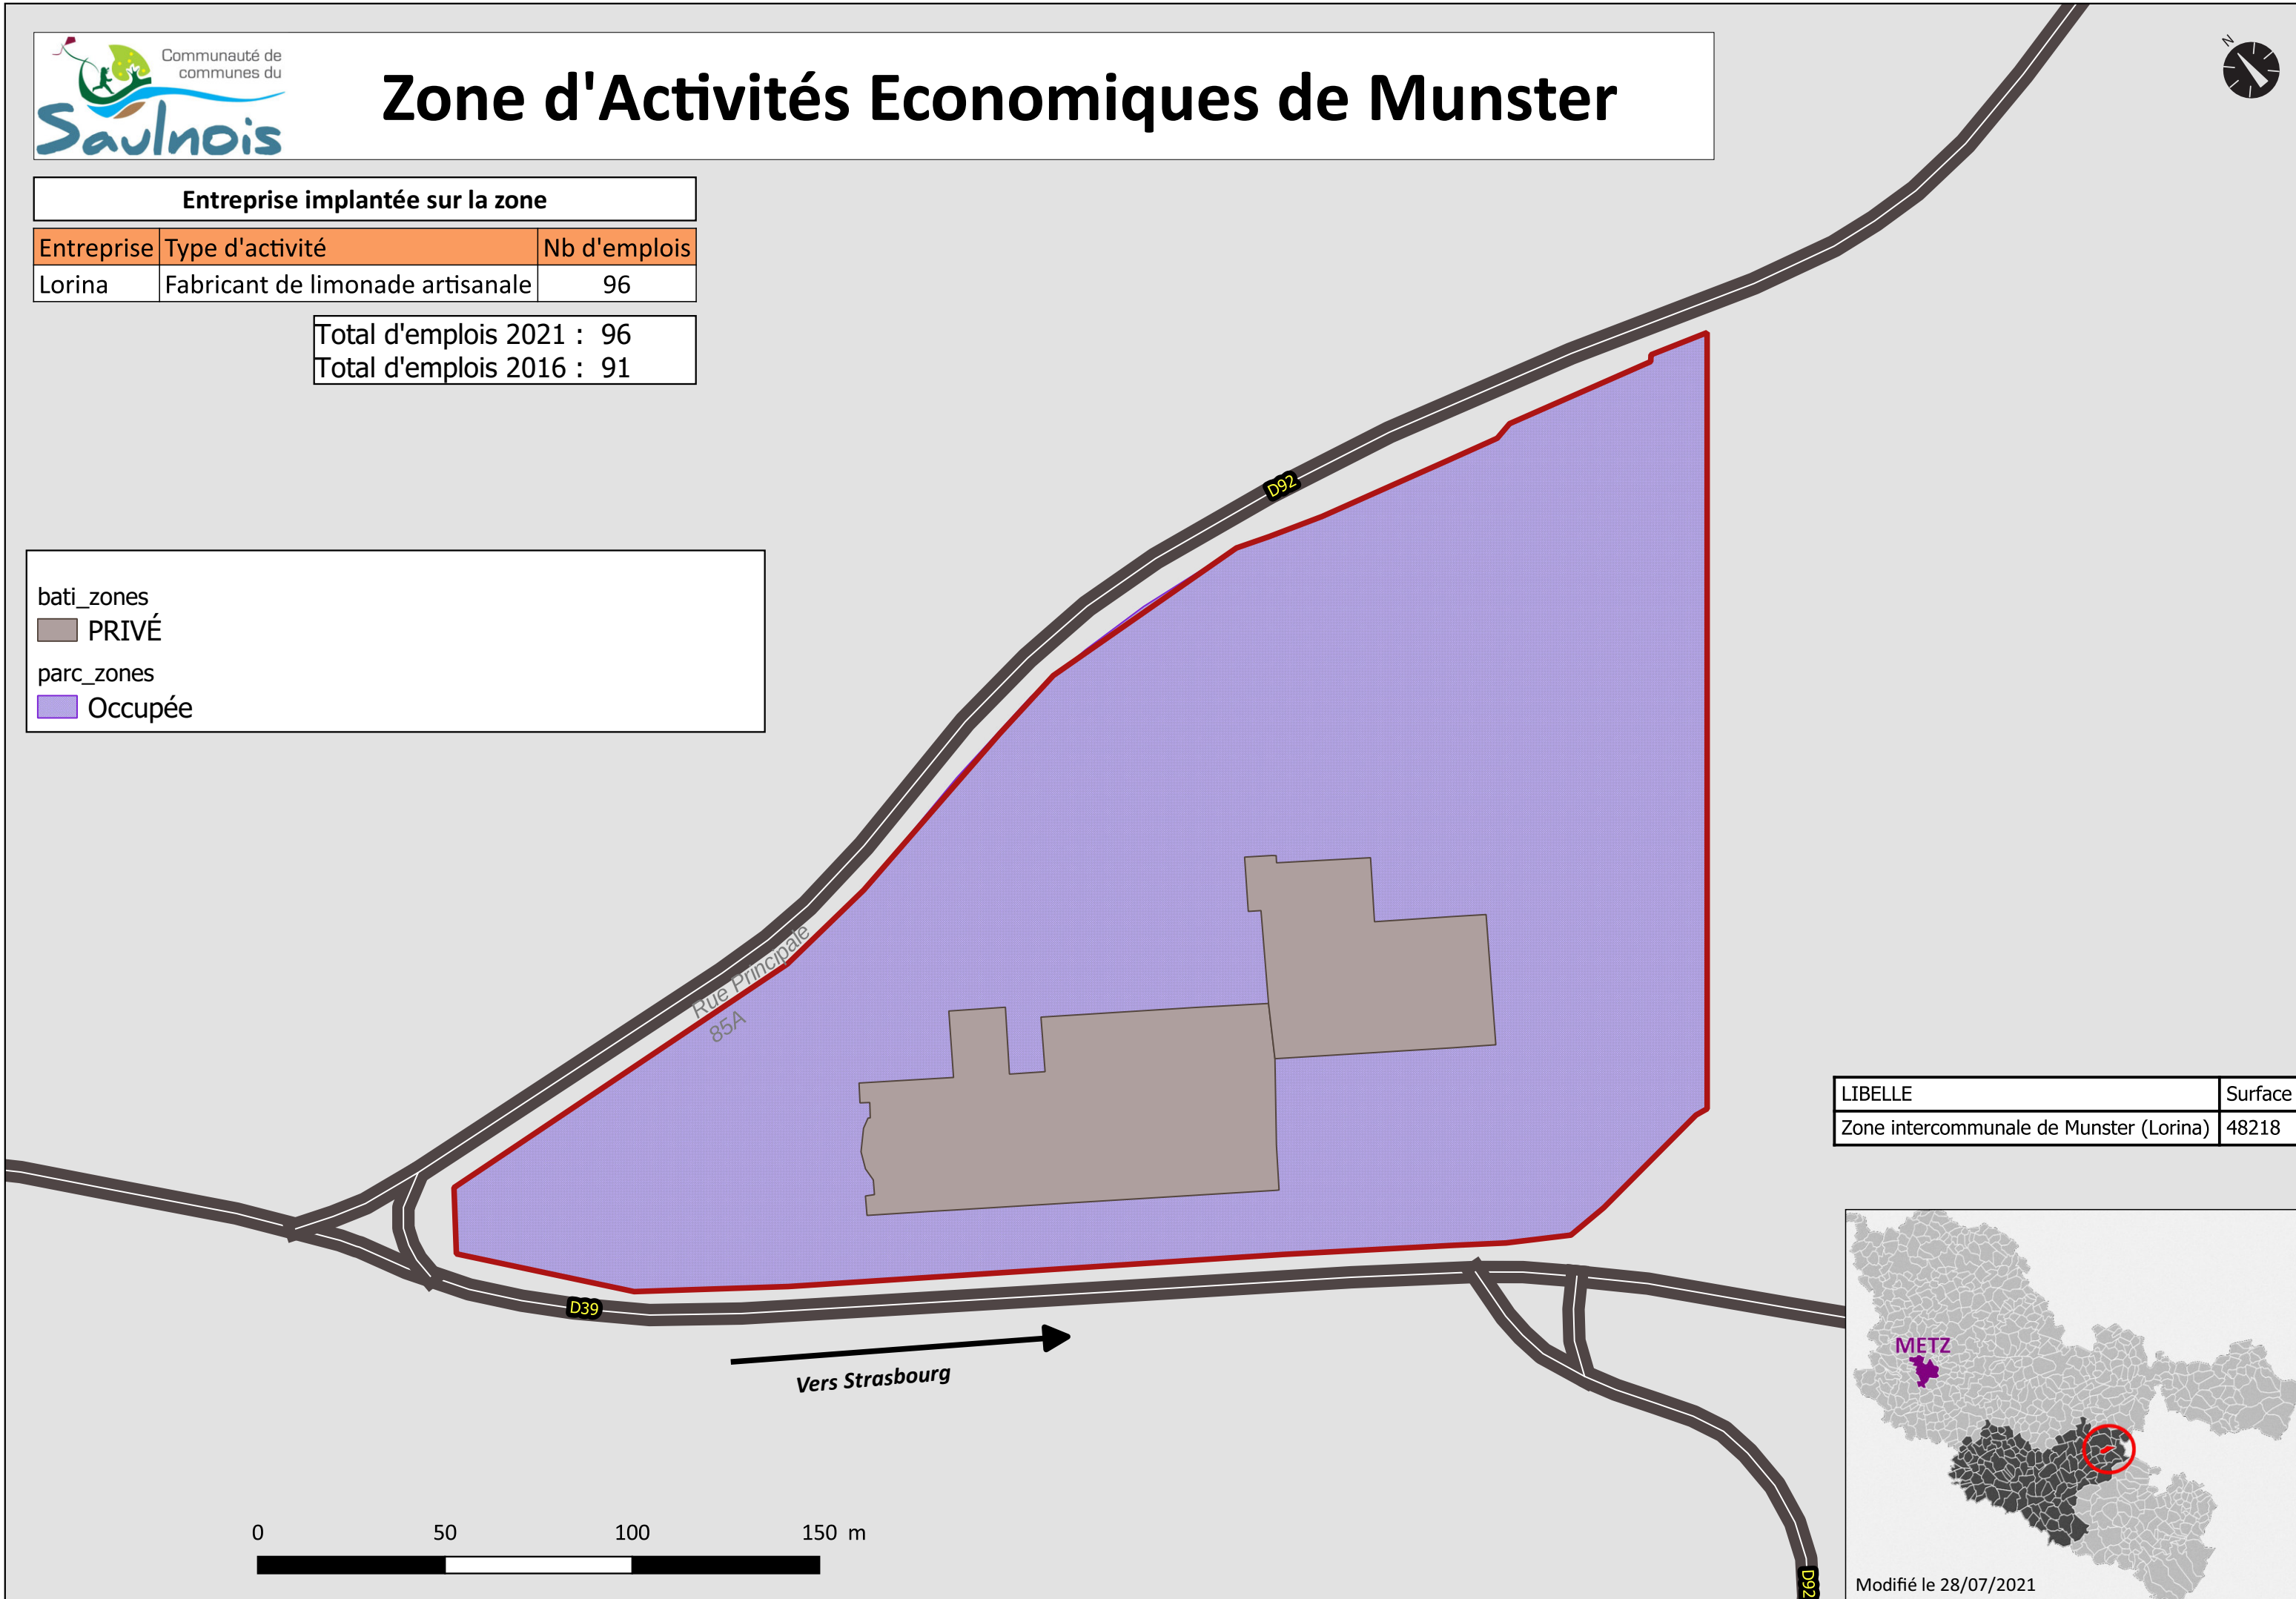 Communauté de
communes du
Saulnois
Zone d'Activités Economiques de Munster
N
Entreprise implantée sur la zone
Entreprise Type d'activité Nb d'emplois
Lorina Fabricant de limonade artisanale 96
Total d'emplois 2021 : 96
Total d'emplois 2016 : 91
bati_zones
PRIVÉ
parc_zones
Occupée
D92
Rue Principale
85A
LIBELLE Surface
Zone intercommunale de Munster (Lorina) 48218
D39
Vers Strasbourg
METZ
0 50 100 150 m
D92
Modifié le 28/07/2021